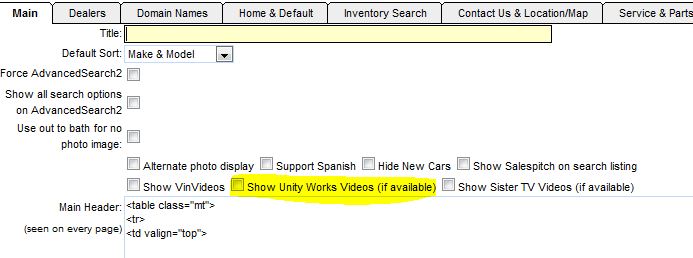 Main Dealers Domain Names Home & Default Inventory Search Contact Us & Location/Map Service & Parts
Title:
Default Sort: Make & Model
Force AdvancedSearch2
Show all search options
on AdvancedSearch2
Use out to bath for no
photo image:
Alternate photo display Support Spanish Hide New Cars Show Salespitch on search listing
Show VinVideos Show Unity Works Videos (if available) Show Sister TV Videos (if available)
Main Header: <table class="mt">
(seen on every page) <tr>
<td valign="top">